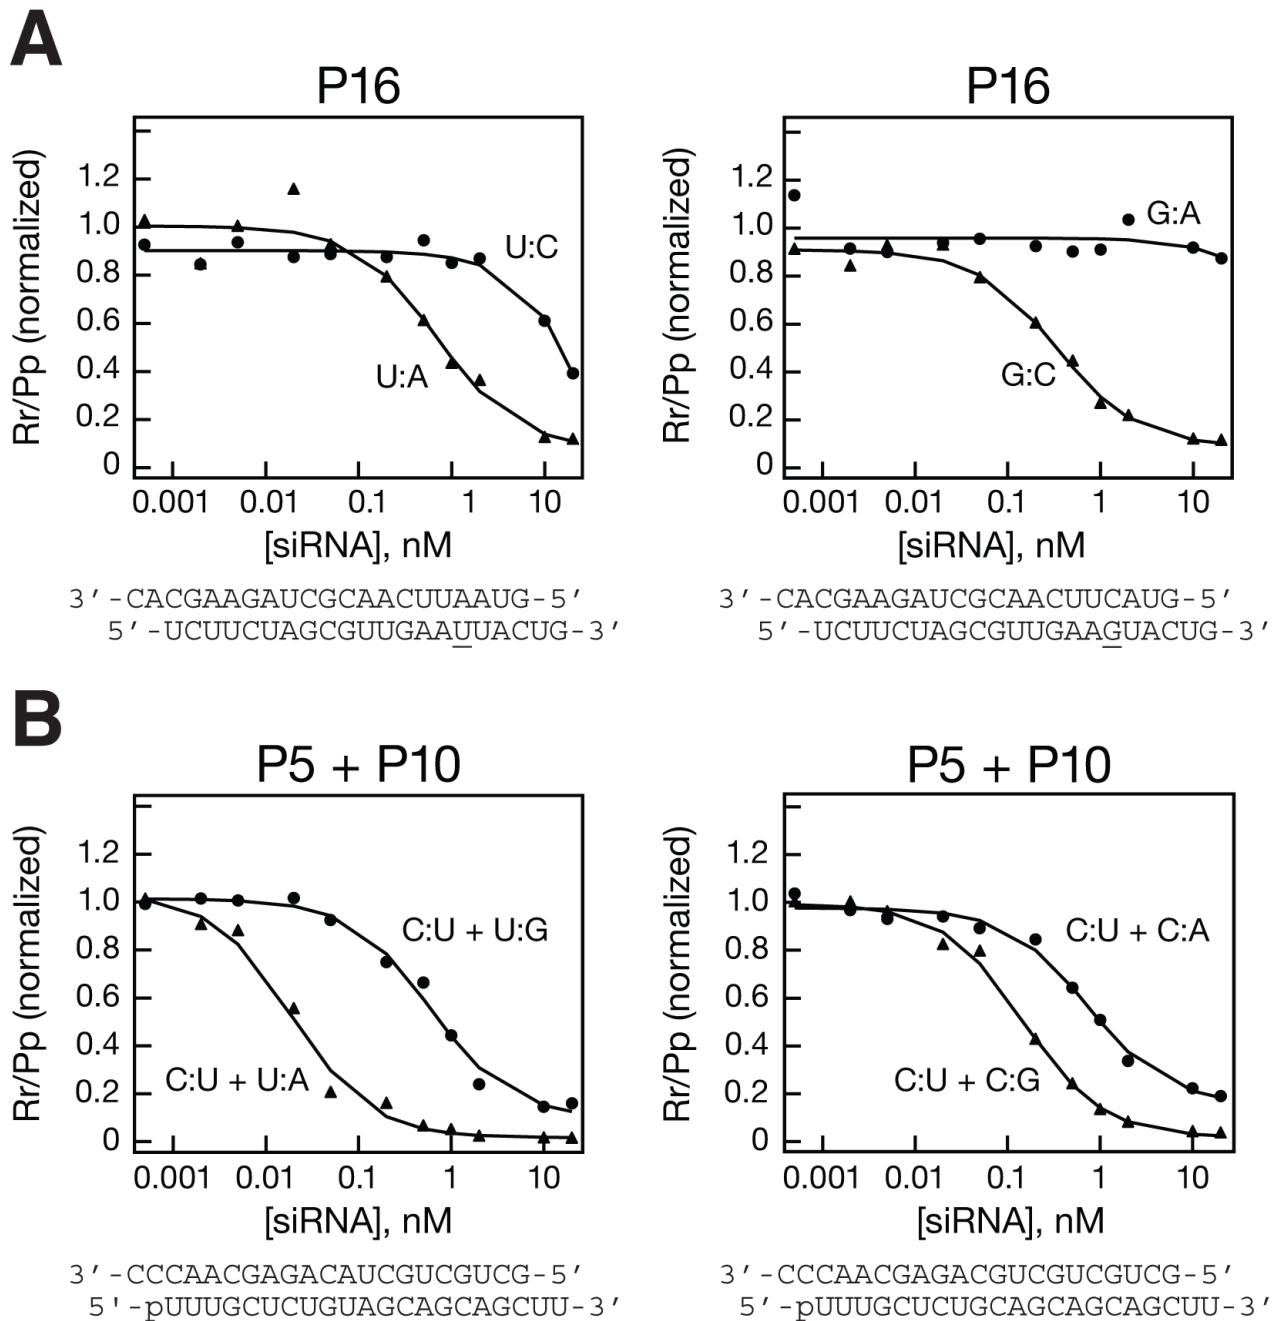 A
P16
P16
Rr/Pp (normalized)
1.2
1.0
0.8
0.6
0.4
0.2
0
U:C
U:A
0.001 0.01 0.1 1 10
[siRNA], nM
3′-CACGAAGAUCGCAACUUAAUG-5′
5′-UCUUCUAGCGUUGAAUUACUG-3′
Rr/Pp (normalized)
1.2
1.0
0.8
0.6
0.4
0.2
0
G:A
G:C
0.001 0.01 0.1 1 10
[siRNA], nM
3′-CACGAAGAUCGCAACUUCAUG-5′
5′-UCUUCUAGCGUUGAAGUACUG-3′
B
P5 + P10
P5 + P10
Rr/Pp (normalized)
1.2
1.0
0.8
0.6
0.4
0.2
0
C:U + U:G
C:U + U:A
0.001 0.01 0.1 1 10
[siRNA], nM
3′-CCCAACGAGACAUCGUCGUCG-5′
5'-pUUUGCUCUGUAGCAGCAGCUU-3′
Rr/Pp (normalized)
1.2
1.0
0.8
0.6
0.4
0.2
0
C:U + C:A
C:U + C:G
0.001 0.01 0.1 1 10
[siRNA], nM
3′-CCCAACGAGACGUCGUCGUCG-5′
5′-pUUUGCUCUGCAGCAGCAGCUU-3′